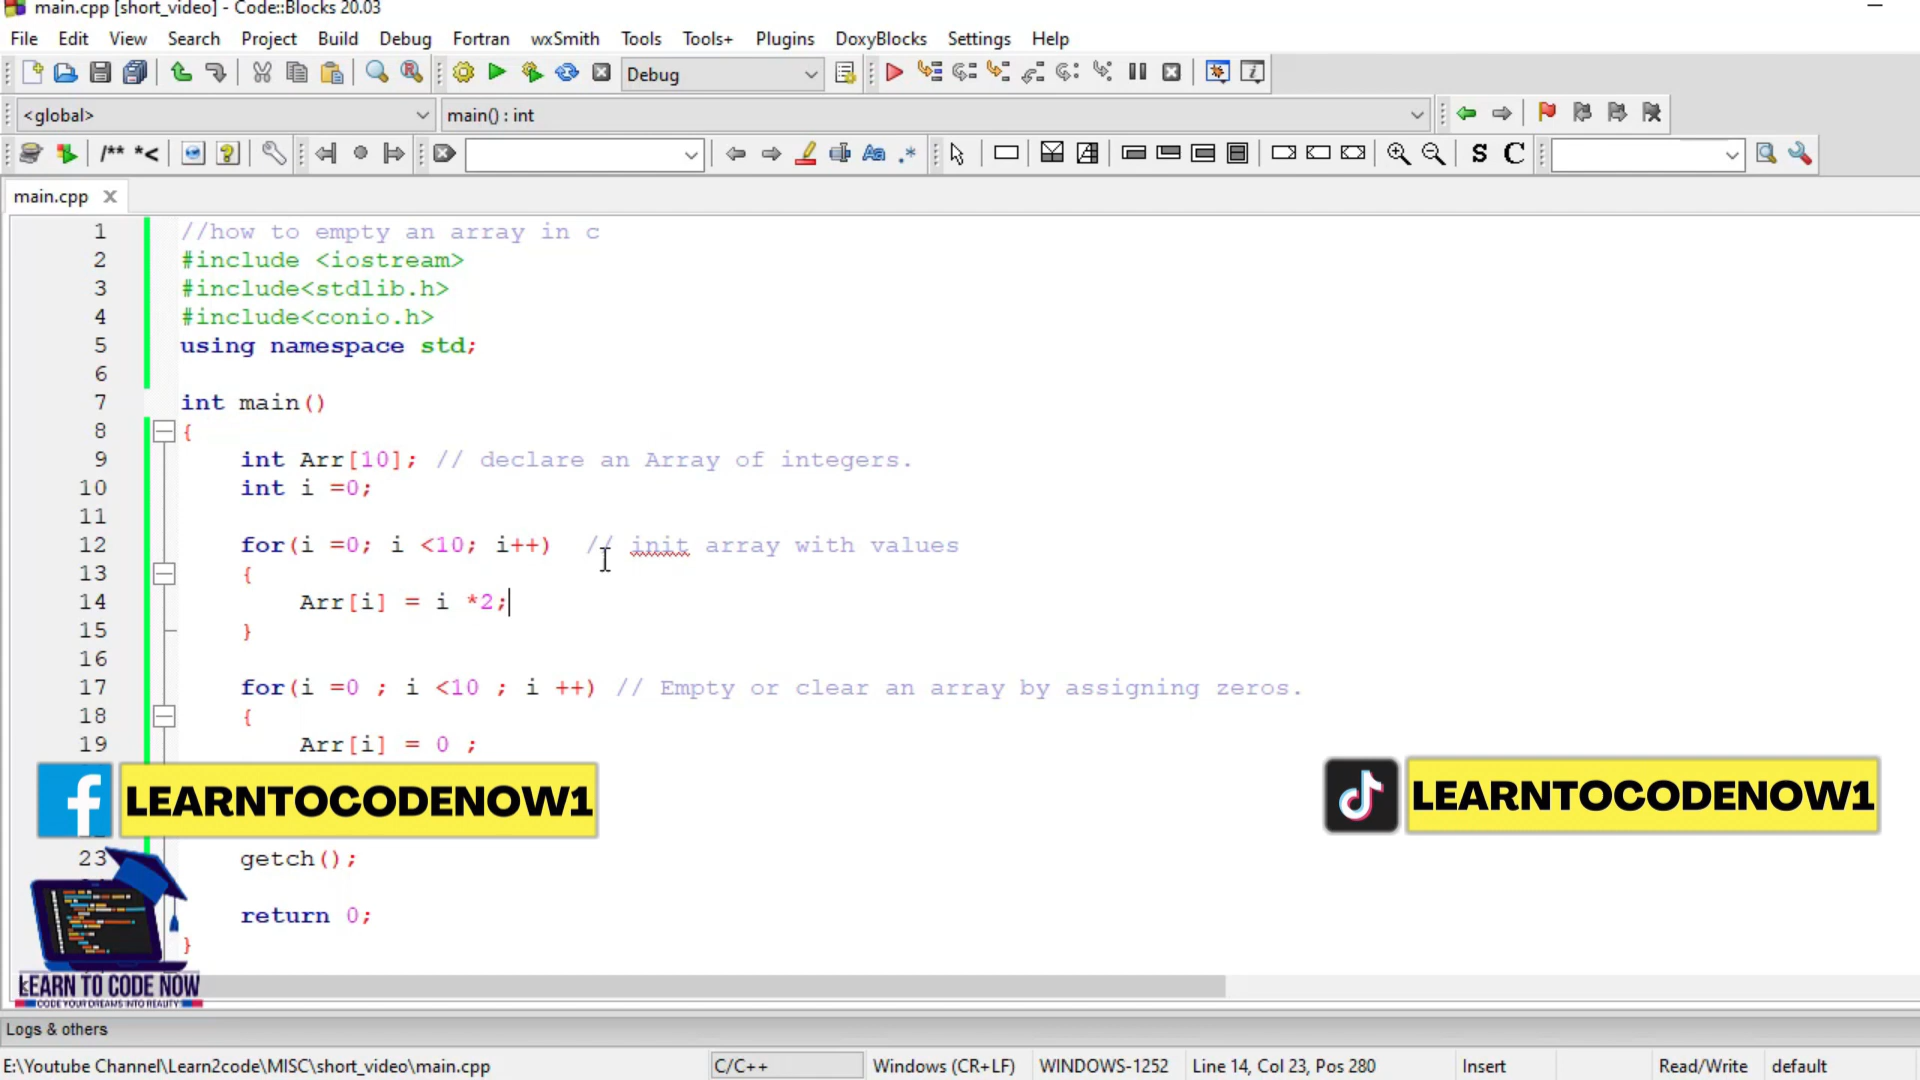 main.cpp [short_video] - Code::Blocks 20.03
File Edit View Search Project Build Debug Fortran wxSmith Tools Tools+ Plugins DoxyBlocks Settings Help
Debug
<global> main() : int
/** *< Aa .* S C
main.cpp
1 //how to empty an array in c
2 #include <iostream>
3 #include<stdlib.h>
4 #include<conio.h>
5 using namespace std;
6
7 int main()
8 {
9 int Arr[10]; // declare an Array of integers.
10 int i =0;
11
12 for(i =0; i <10; i++) // init array with values
13 {
14 Arr[i] = i *2;
15 }
16
17 for(i =0 ; i <10 ; i ++) // Empty or clear an array by assigning zeros.
18 {
19 Arr[i] = 0 ;
LEARNTOCODENOW1
LEARNTOCODENOW1
23 getch();
return 0;
}
LEARN TO CODE NOW
CODE YOUR DREAMS INTO REALITY
Logs & others
E:\Youtube Channel\Learn2code\MISC\short_video\main.cpp C/C++ Windows (CR+LF) WINDOWS-1252 Line 14, Col 23, Pos 280 Insert Read/Write default